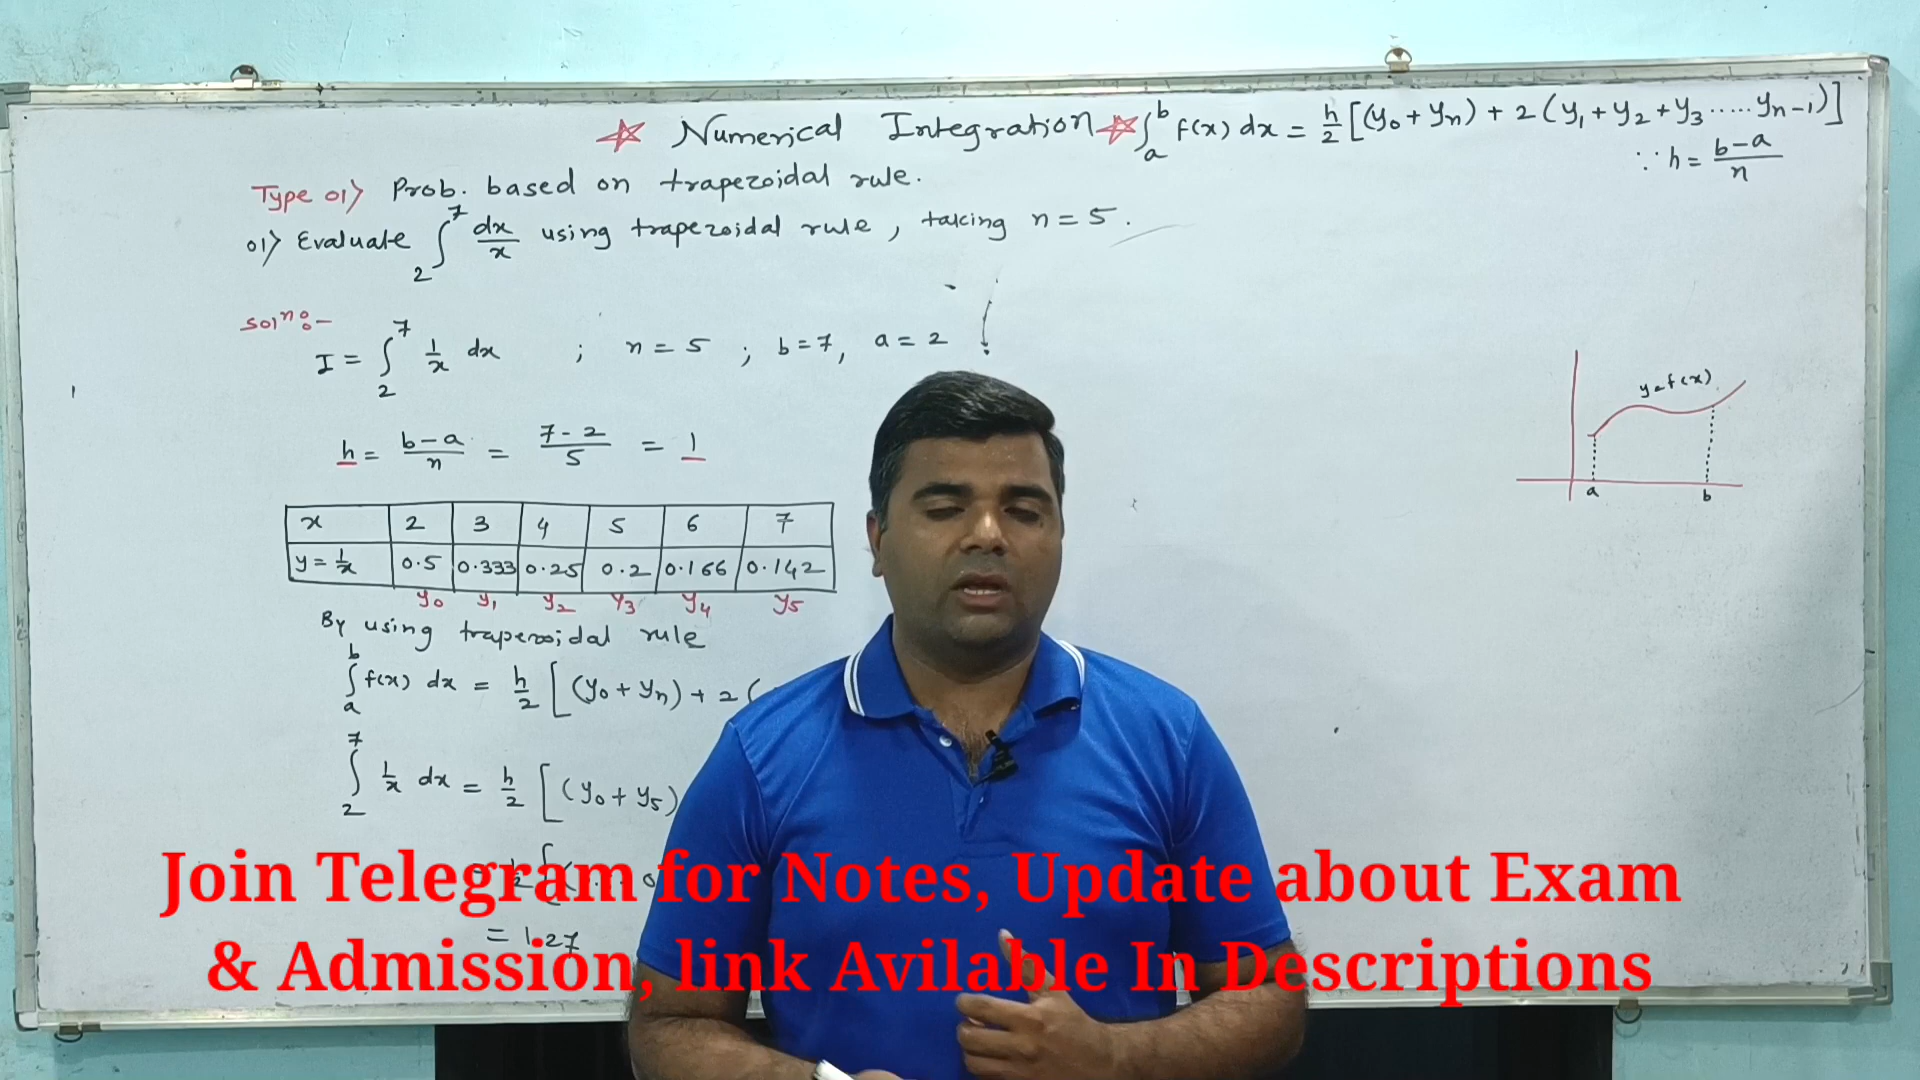 ☆ Numerical Integration ☆ ∫_a^b f(x) dx = h/2 [(y₀ + yₙ) + 2 (y₁ + y₂ + y₃ ..... yₙ₋₁)]
∵ h = (b-a)/n
Type 01> Prob. based on trapezoidal rule.
01> Evaluate ∫_2^7 dx/x using trapezoidal rule, taking n = 5.
Solⁿ:-
I = ∫_2^7 1/x dx ; n = 5 ; b = 7, a = 2
h = (b-a)/n = (7-2)/5 = 1
x 2 3 4 5 6 7
y = 1/x 0.5 0.333 0.25 0.2 0.166 0.142
y₀ y₁ y₂ y₃ y₄ y₅
y = f(x)
a b
By using trapezoidal rule
∫_a^b f(x) dx = h/2 [(y₀ + yₙ) + 2 (
∫_2^7 1/x dx = h/2 [(y₀ + y₅)
= 1.27
Join Telegram for Notes, Update about Exam
& Admission, link Avilable In Descriptions